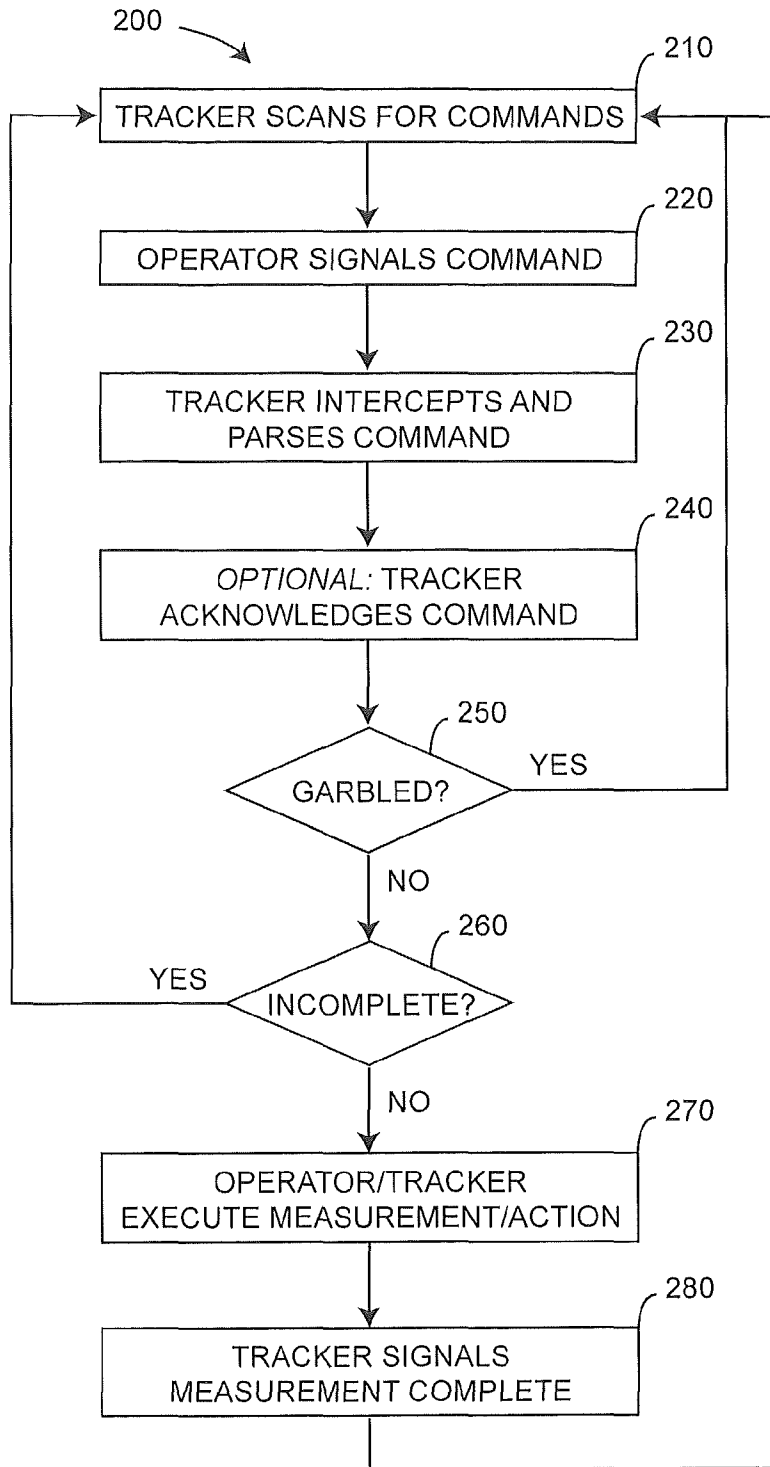 200
210
TRACKER SCANS FOR COMMANDS
220
OPERATOR SIGNALS COMMAND
230
TRACKER INTERCEPTS AND
PARSES COMMAND
240
OPTIONAL: TRACKER
ACKNOWLEDGES COMMAND
250
GARBLED?
YES
NO
260
YES
INCOMPLETE?
NO
270
OPERATOR/TRACKER
EXECUTE MEASUREMENT/ACTION
280
TRACKER SIGNALS
MEASUREMENT COMPLETE